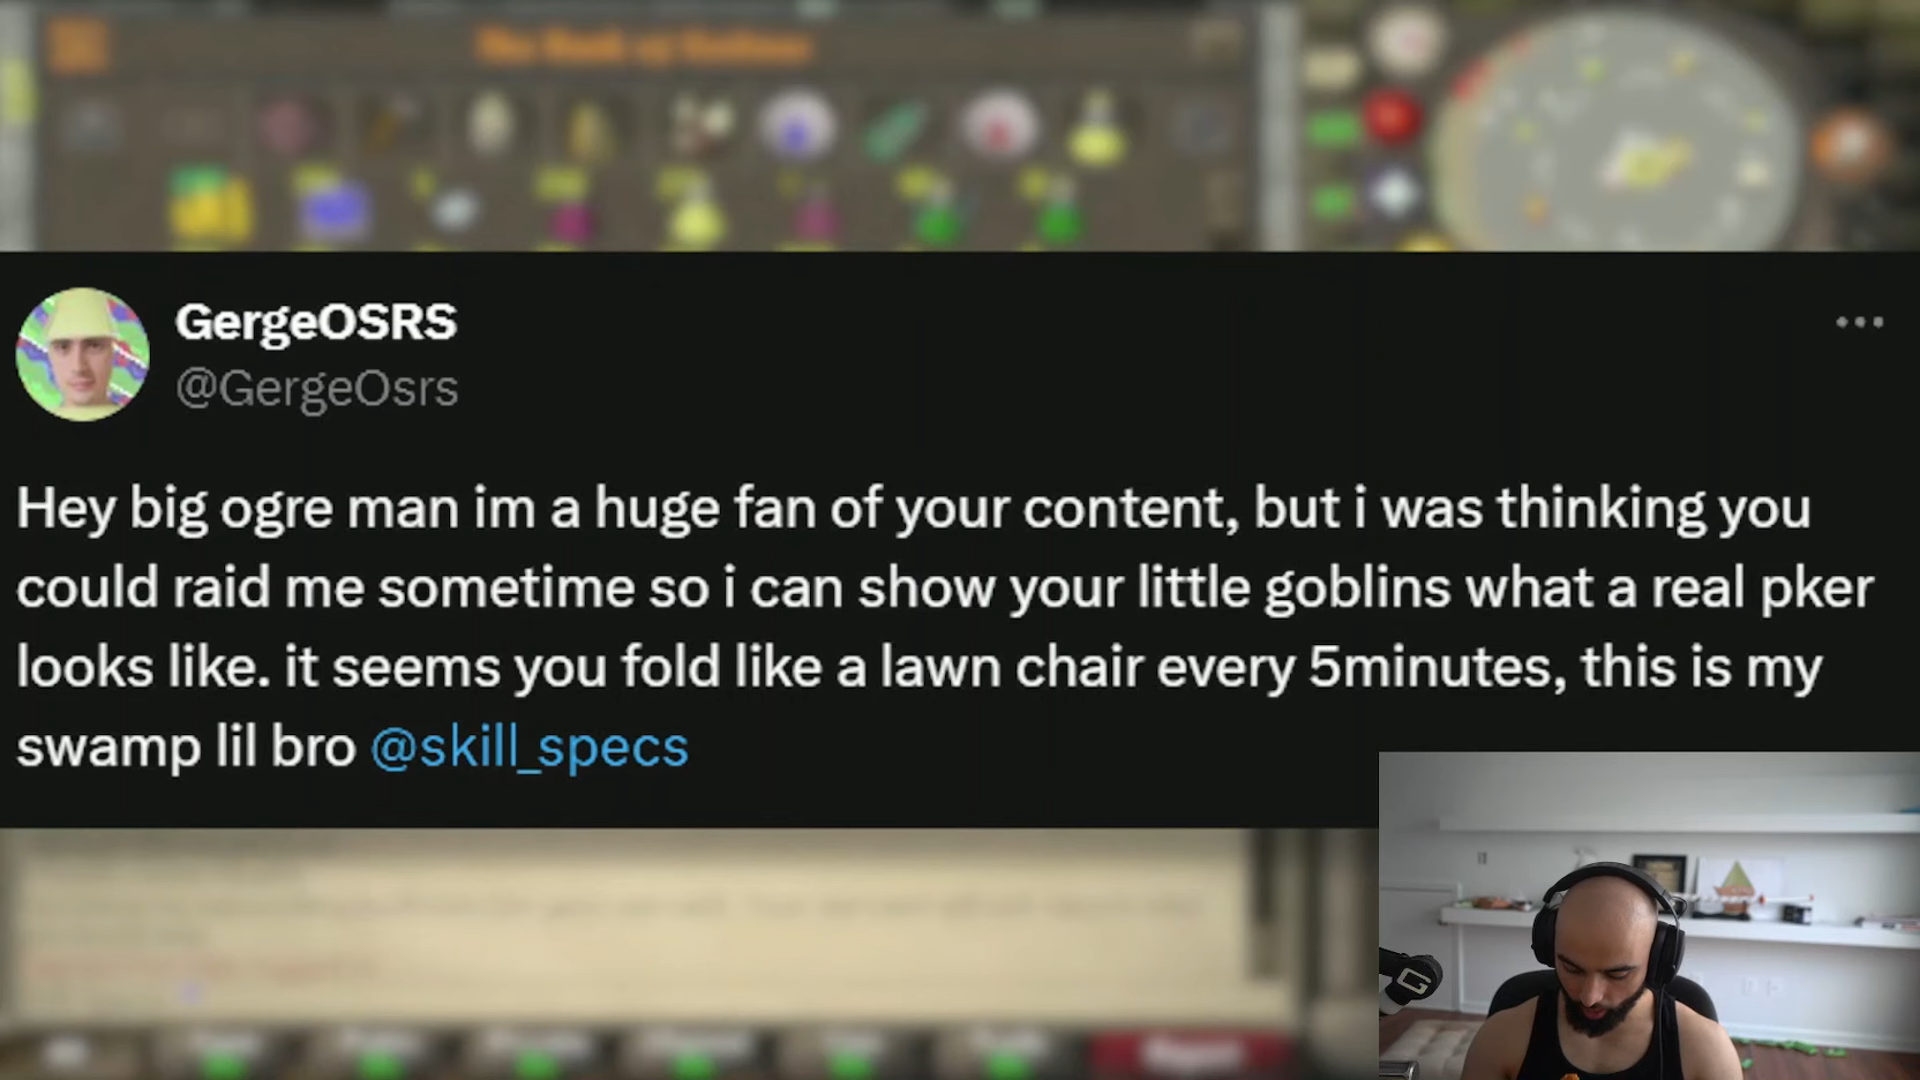 GergeOSRS
@GergeOsrs
Hey big ogre man im a huge fan of your content, but i was thinking you
could raid me sometime so i can show your little goblins what a real pker
looks like. it seems you fold like a lawn chair every 5minutes, this is my
swamp lil bro @skill_specs